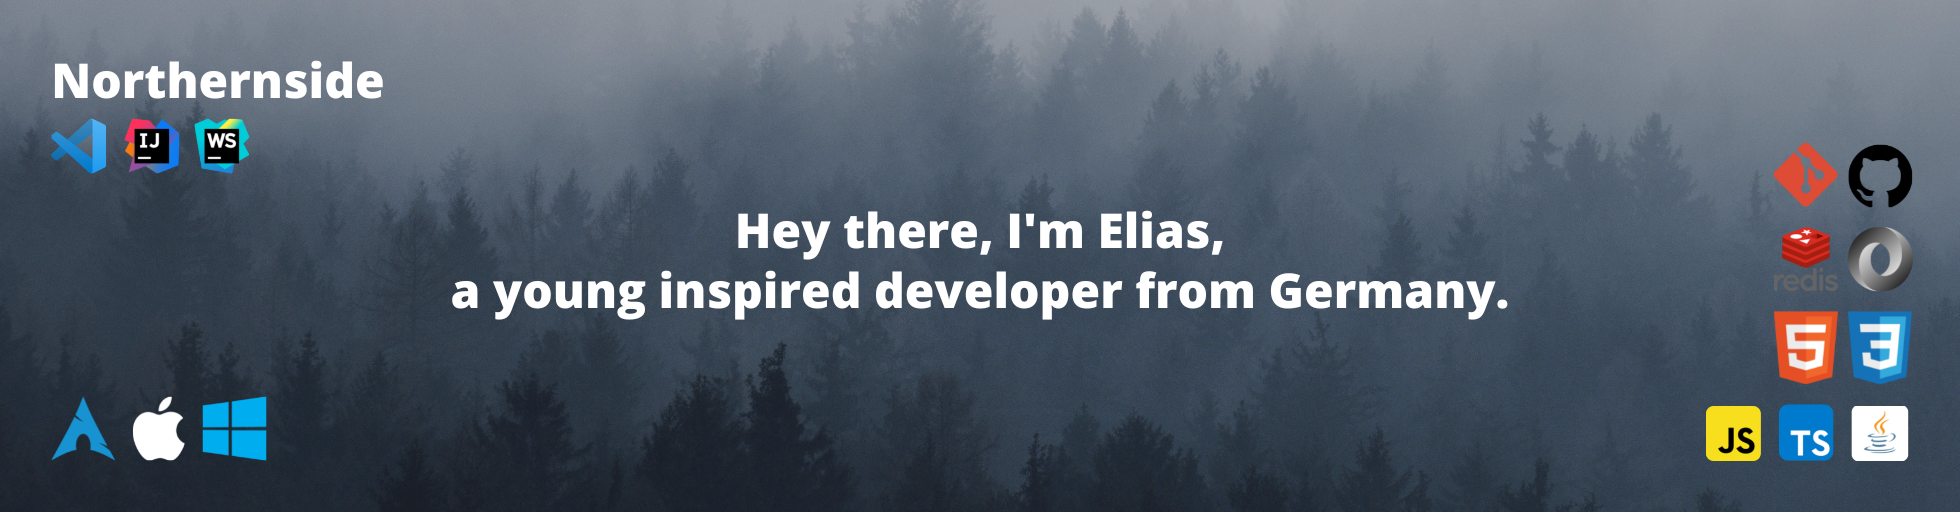 Northernside
IJ
WS
Hey there, I'm Elias,
a young inspired developer from Germany.
redis
5
3
JS
TS